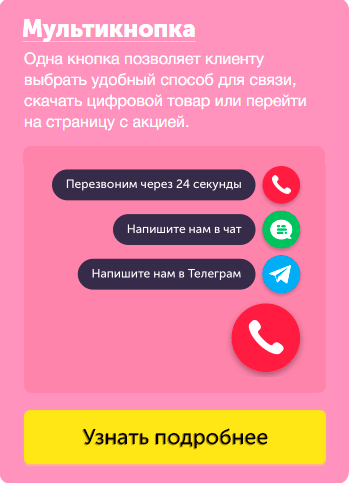 Мультикнопка
Одна кнопка позволяет клиенту
выбрать удобный способ для связи,
скачать цифровой товар или перейти
на страницу с акцией.
Перезвоним через 24 секунды
Напишите нам в чат
Напишите нам в Телеграм
Узнать подробнее